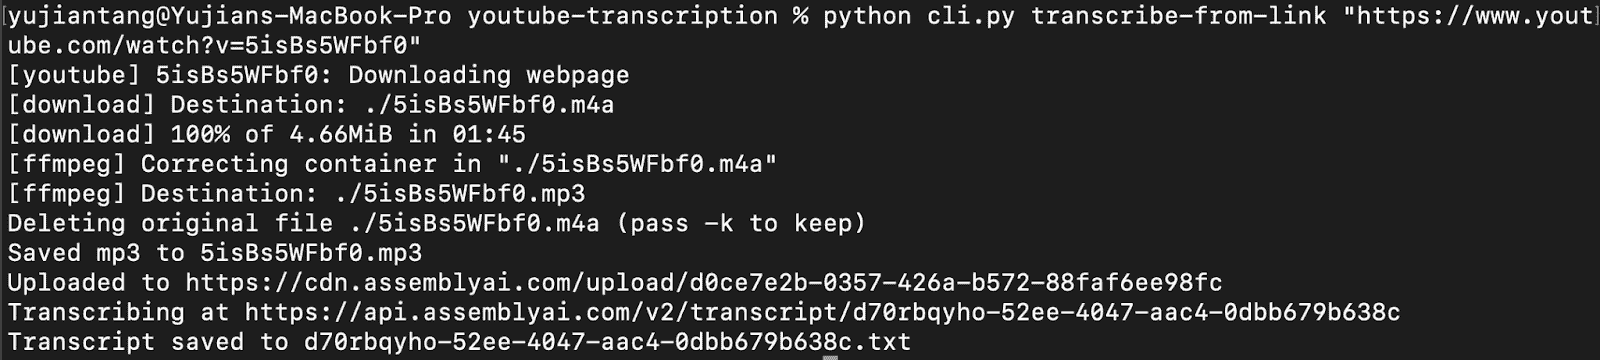 yujiantang@Yujians-MacBook-Pro youtube-transcription % python cli.py transcribe-from-link "https://www.yout
ube.com/watch?v=5isBs5WFbf0"
[youtube] 5isBs5WFbf0: Downloading webpage
[download] Destination: ./5isBs5WFbf0.m4a
[download] 100% of 4.66MiB in 01:45
[ffmpeg] Correcting container in "./5isBs5WFbf0.m4a"
[ffmpeg] Destination: ./5isBs5WFbf0.mp3
Deleting original file ./5isBs5WFbf0.m4a (pass -k to keep)
Saved mp3 to 5isBs5WFbf0.mp3
Uploaded to https://cdn.assemblyai.com/upload/d0ce7e2b-0357-426a-b572-88faf6ee98fc
Transcribing at https://api.assemblyai.com/v2/transcript/d70rbqyho-52ee-4047-aac4-0dbb679b638c
Transcript saved to d70rbqyho-52ee-4047-aac4-0dbb679b638c.txt